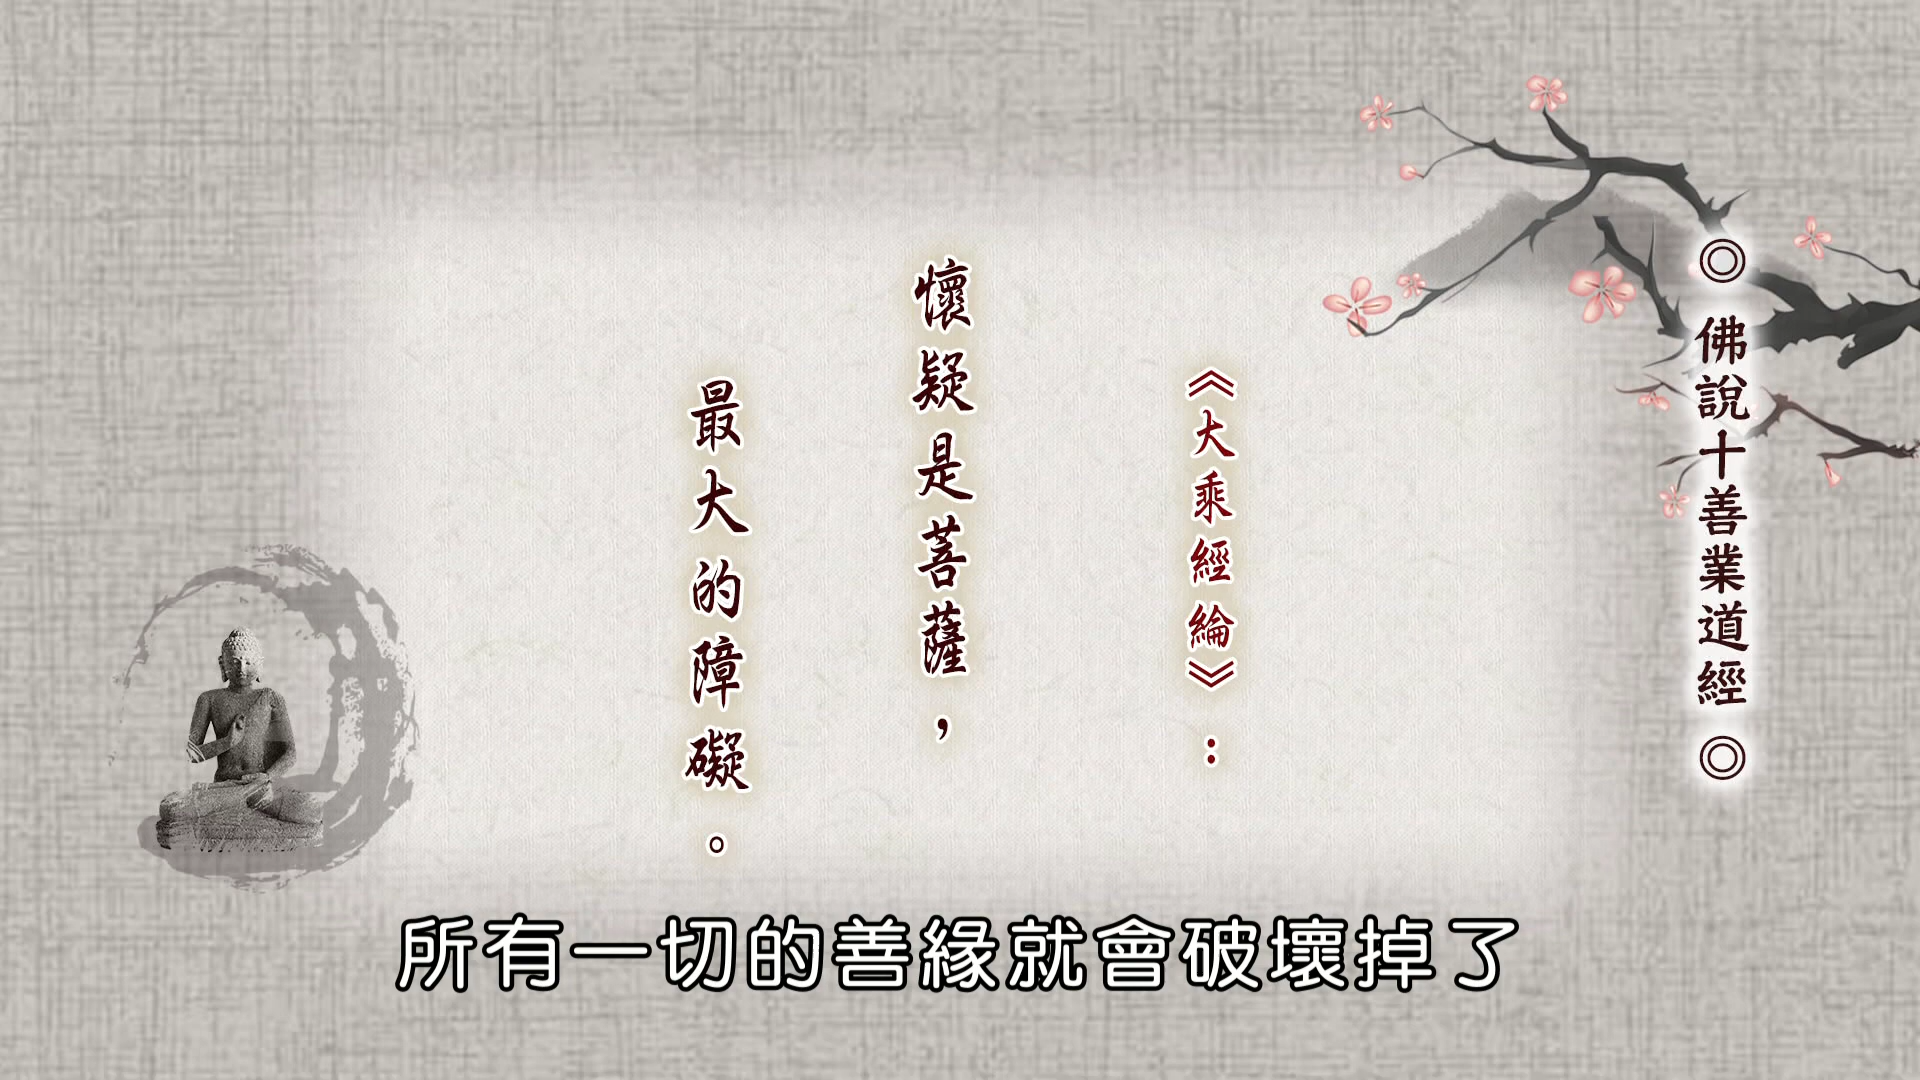 ◎ 佛說十善業道經 ◎
《大乘經綸》：
懷疑是菩薩，
最大的障礙。
所有一切的善緣就會破壞掉了